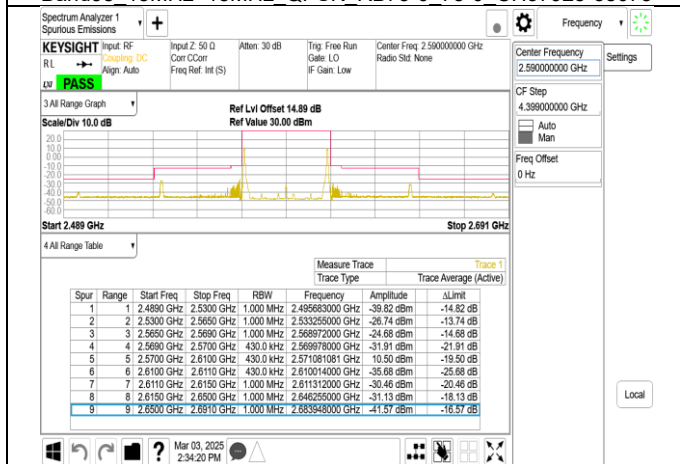 Spectrum Analyzer 1
Spurious Emissions
Frequency
KEYSIGHT Input: RF
Coupling: DC
Align: Auto
RL
LXI PASS
Input Z: 50 Ω
Corr CCorr
Freq Ref: Int (S)
Atten: 30 dB
Trig: Free Run
Gate: LO
IF Gain: Low
Center Freq: 2.590000000 GHz
Radio Std: None
Center Frequency
2.590000000 GHz
Settings
CF Step
4.399000000 GHz
Auto
Man
Freq Offset
0 Hz
Local
3 All Range Graph
Scale/Div 10.0 dB
Ref Lvl Offset 14.89 dB
Ref Value 30.00 dBm
20.0
10.0
0.00
-10.0
-20.0
-30.0
-40.0
-50.0
-60.0
Start 2.489 GHz Stop 2.691 GHz
4 All Range Table
Measure Trace Trace 1
Trace Type Trace Average (Active)
Spur Range Start Freq Stop Freq RBW Frequency Amplitude ΔLimit
1 1 2.4890 GHz 2.5300 GHz 1.000 MHz 2.495683000 GHz -39.82 dBm -14.82 dB
2 2 2.5300 GHz 2.5650 GHz 1.000 MHz 2.533255000 GHz -26.74 dBm -13.74 dB
3 3 2.5650 GHz 2.5690 GHz 1.000 MHz 2.568972000 GHz -24.68 dBm -14.68 dB
4 4 2.5690 GHz 2.5700 GHz 430.0 kHz 2.569978000 GHz -31.91 dBm -21.91 dB
5 5 2.5700 GHz 2.6100 GHz 430.0 kHz 2.571081081 GHz 10.50 dBm -19.50 dB
6 6 2.6100 GHz 2.6110 GHz 430.0 kHz 2.610014000 GHz -35.68 dBm -25.68 dB
7 7 2.6110 GHz 2.6150 GHz 1.000 MHz 2.611312000 GHz -30.46 dBm -20.46 dB
8 8 2.6150 GHz 2.6500 GHz 1.000 MHz 2.646255000 GHz -31.13 dBm -18.13 dB
9 9 2.6500 GHz 2.6910 GHz 1.000 MHz 2.683948000 GHz -41.57 dBm -16.57 dB
Mar 03, 2025
2:34:20 PM